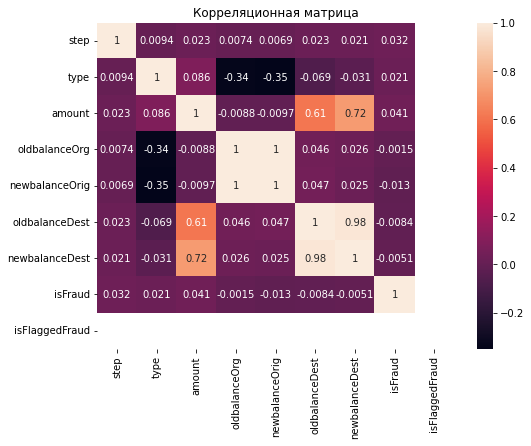 Корреляционная матрица
step 1 0.0094 0.023 0.0074 0.0069 0.023 0.021 0.032
type 0.0094 1 0.086 -0.34 -0.35 -0.069 -0.031 0.021
amount 0.023 0.086 1 -0.0088 -0.0097 0.61 0.72 0.041
oldbalanceOrg 0.0074 -0.34 -0.0088 1 1 0.046 0.026 -0.0015
newbalanceOrig 0.0069 -0.35 -0.0097 1 1 0.047 0.025 -0.013
oldbalanceDest 0.023 -0.069 0.61 0.046 0.047 1 0.98 -0.0084
newbalanceDest 0.021 -0.031 0.72 0.026 0.025 0.98 1 -0.0051
isFraud 0.032 0.021 0.041 -0.0015 -0.013 -0.0084 -0.0051 1
isFlaggedFraud
step
type
amount
oldbalanceOrg
newbalanceOrig
oldbalanceDest
newbalanceDest
isFraud
isFlaggedFraud
1.0
0.8
0.6
0.4
0.2
0.0
−0.2